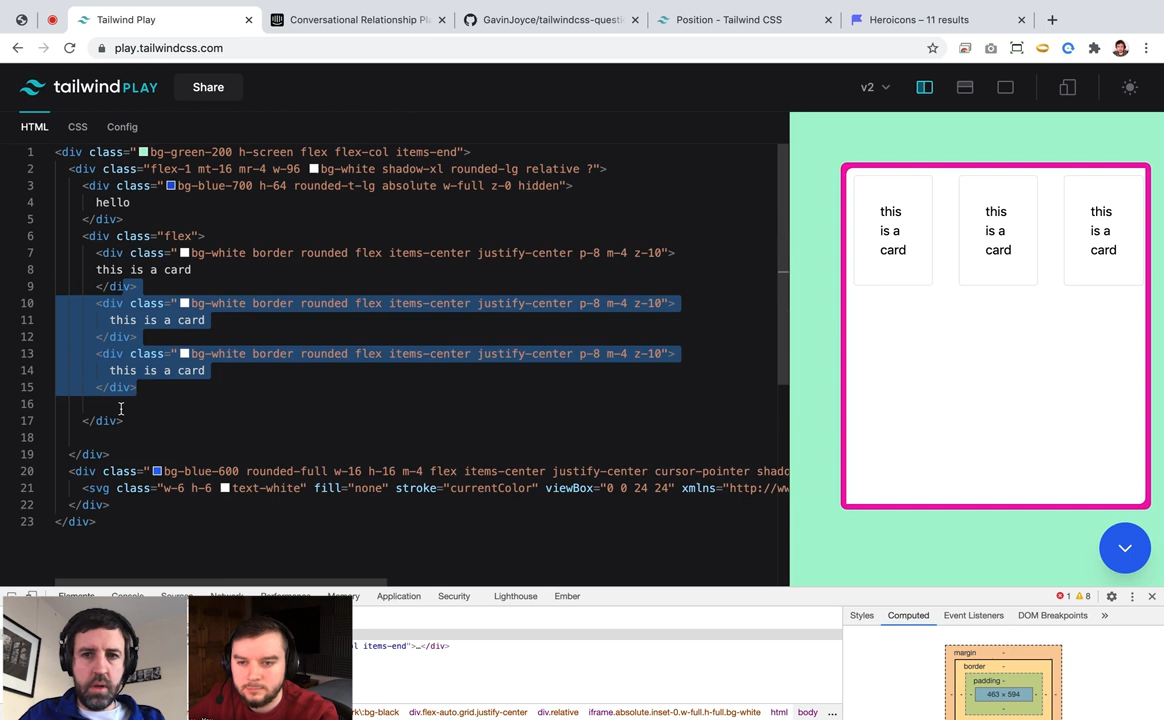 Tailwind Play
Conversational Relationship Pl
GavinJoyce/tailwindcss-questi
Position - Tailwind CSS
Heroicons – 11 results
play.tailwindcss.com
tailwind PLAY
Share
v2
HTML CSS Config
1 <div class="bg-green-200 h-screen flex flex-col items-end">
2 <div class="flex-1 mt-16 mr-4 w-96 bg-white shadow-xl rounded-lg relative ?">
3 <div class="bg-blue-700 h-64 rounded-t-lg absolute w-full z-0 hidden">
4 hello
5 </div>
6 <div class="flex">
7 <div class="bg-white border rounded flex items-center justify-center p-8 m-4 z-10">
8 this is a card
9 </div>
10 <div class="bg-white border rounded flex items-center justify-center p-8 m-4 z-10">
11 this is a card
12 </div>
13 <div class="bg-white border rounded flex items-center justify-center p-8 m-4 z-10">
14 this is a card
15 </div>
16
17 </div>
18
19 </div>
20 <div class="bg-blue-600 rounded-full w-16 h-16 m-4 flex items-center justify-center cursor-pointer shado
21 <svg class="w-6 h-6 text-white" fill="none" stroke="currentColor" viewBox="0 0 24 24" xmlns="http://ww
22 </div>
23 </div>
this
is a
card
this
is a
card
this
is a
card
Elements Console Sources Network Performance Memory Application Security Lighthouse Ember
1 8
Styles Computed Event Listeners DOM Breakpoints »
ol items-end">…</div>
margin -
border -
padding -
463 × 594
rk\:bg-black div.flex-auto.grid.justify-center div.relative iframe.absolute.inset-0.w-full.h-full.bg-white html body ...